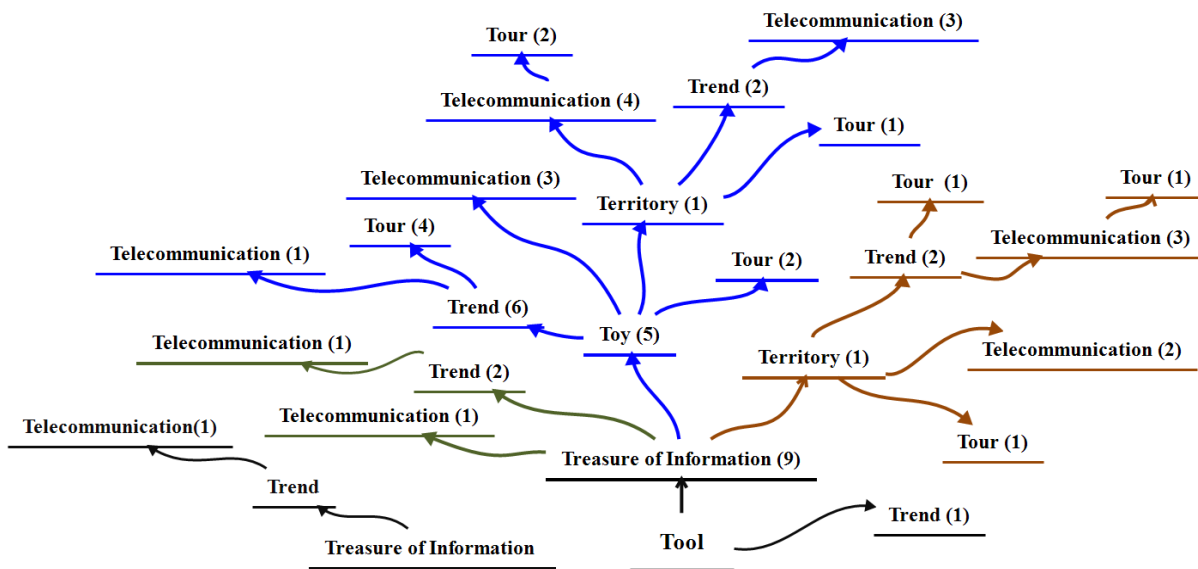 Telecommunication (3)
Tour (2)
Trend (2)
Telecommunication (4)
Tour (1)
Telecommunication (3)
Tour (1)
Tour  (1)
Territory (1)
Tour (4)
Telecommunication (3)
Telecommunication (1)
Tour (2)
Trend (2)
Trend (6)
Toy (5)
Telecommunication (1)
Telecommunication (2)
Territory (1)
Trend (2)
Telecommunication (1)
Telecommunication(1)
Tour (1)
Treasure of Information (9)
Trend
Trend (1)
Tool
Treasure of Information